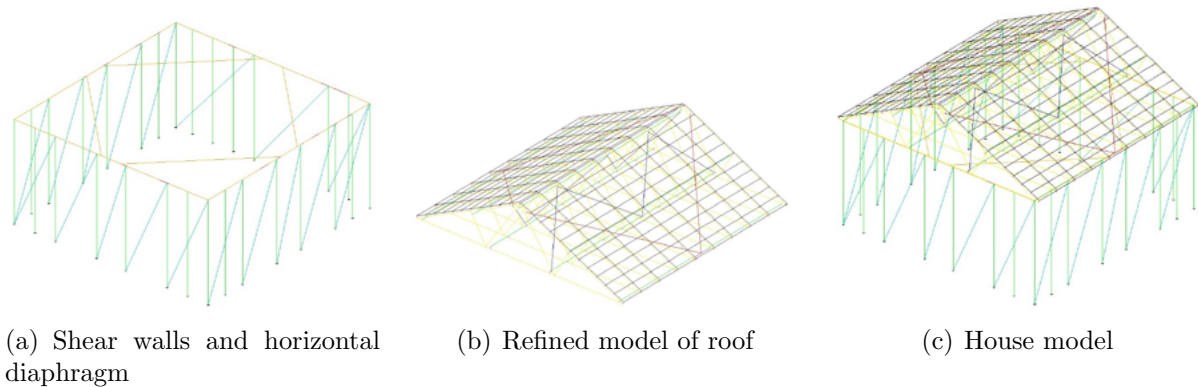 (a) Shear walls and horizontal
diaphragm
(b) Refined model of roof
(c) House model